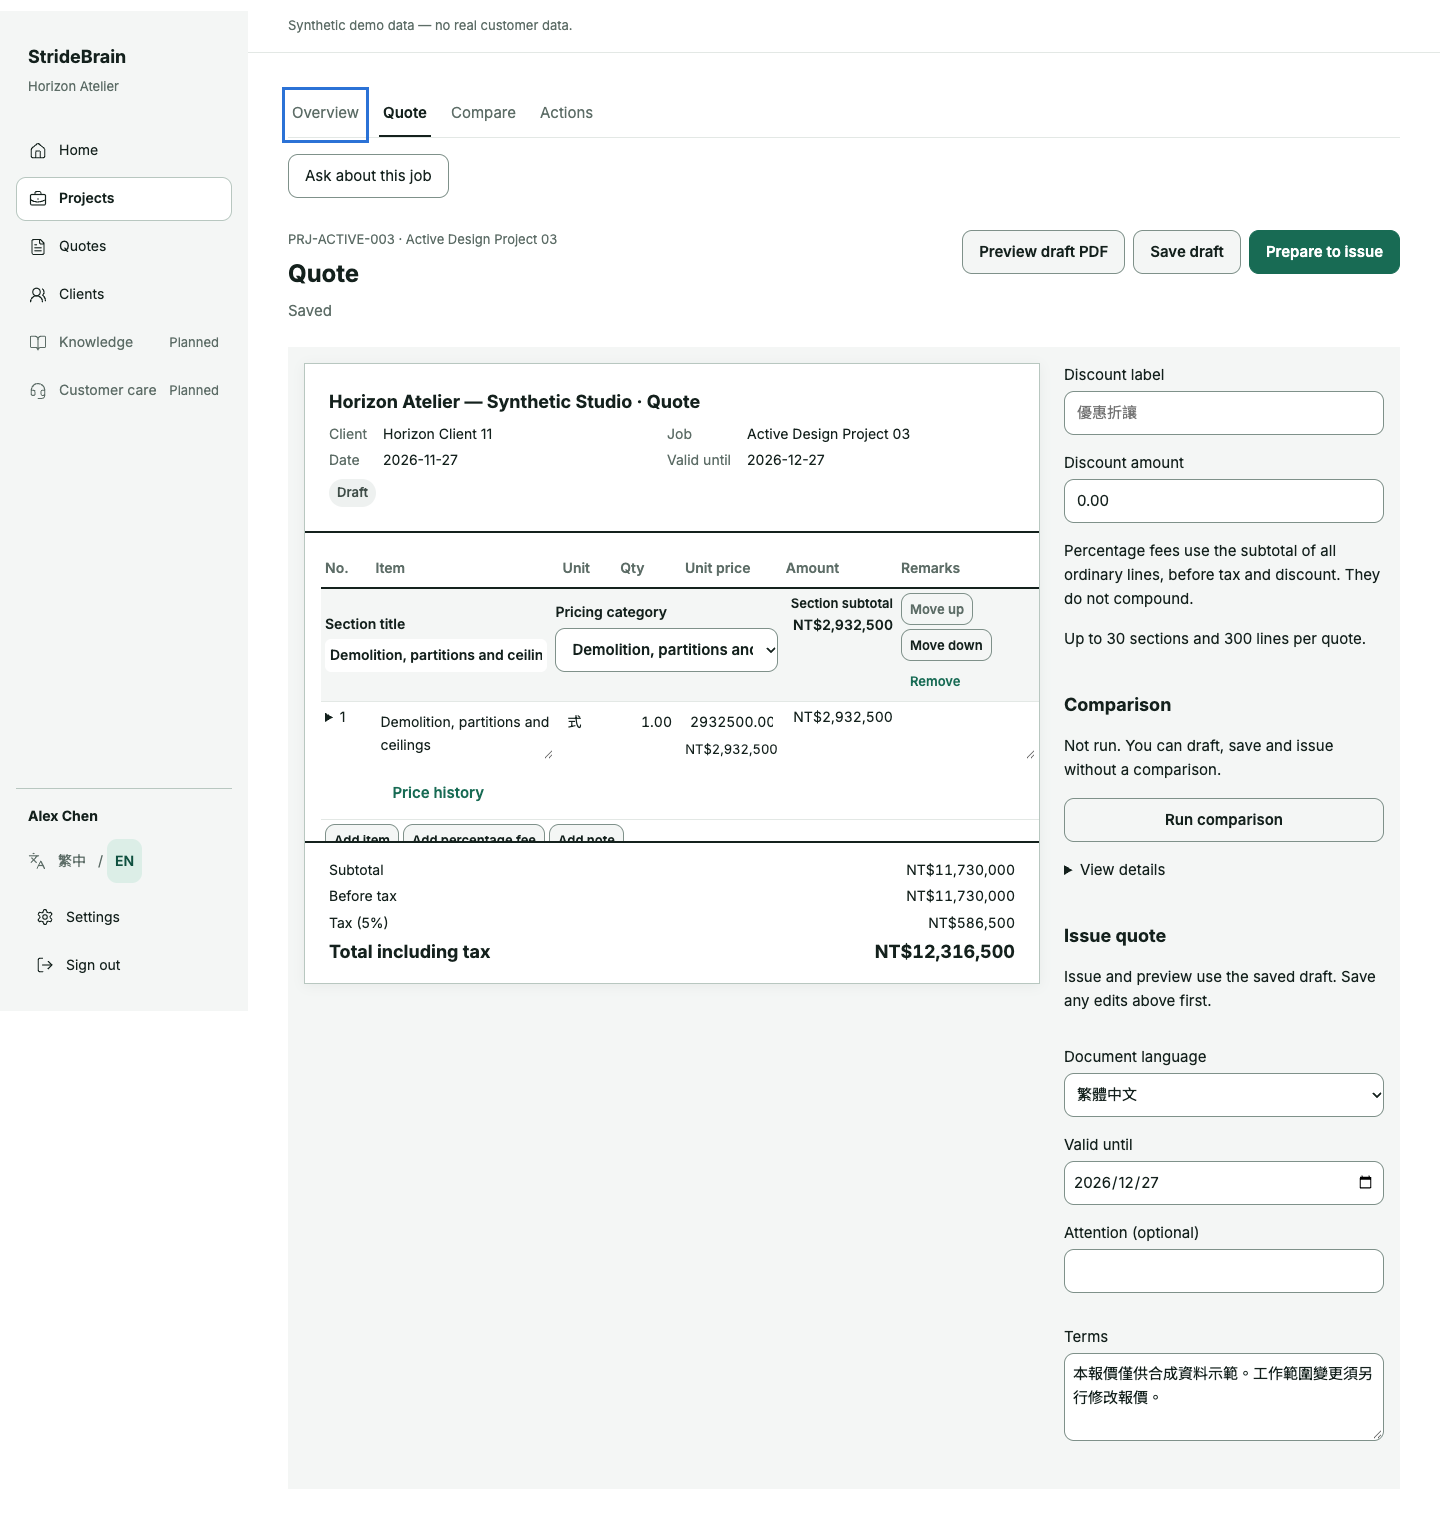 Synthetic demo data — no real customer data.
StrideBrain
Horizon Atelier
Home
Projects
Quotes
Clients
Knowledge Planned
Customer care Planned
Alex Chen
繁中 / EN
Settings
Sign out
Overview Quote Compare Actions
Ask about this job
PRJ-ACTIVE-003 · Active Design Project 03
Quote
Saved
Preview draft PDF Save draft Prepare to issue
Horizon Atelier — Synthetic Studio · Quote
Client Horizon Client 11 Job Active Design Project 03
Date 2026-11-27 Valid until 2026-12-27
Draft
No. Item Unit Qty Unit price Amount Remarks
Section title
Demolition, partitions and ceilin
Pricing category
Demolition, partitions and
Section subtotal
NT$2,932,500
Move up
Move down
Remove
1 Demolition, partitions and 式 1.00 2932500.00 NT$2,932,500
ceilings NT$2,932,500
Price history
Add item Add percentage fee Add note
Subtotal NT$11,730,000
Before tax NT$11,730,000
Tax (5%) NT$586,500
Total including tax NT$12,316,500
Discount label
優惠折讓
Discount amount
0.00
Percentage fees use the subtotal of all
ordinary lines, before tax and discount. They
do not compound.
Up to 30 sections and 300 lines per quote.
Comparison
Not run. You can draft, save and issue
without a comparison.
Run comparison
View details
Issue quote
Issue and preview use the saved draft. Save
any edits above first.
Document language
繁體中文
Valid until
2026/12/27
Attention (optional)
Terms
本報價僅供合成資料示範。工作範圍變更須另
行修改報價。